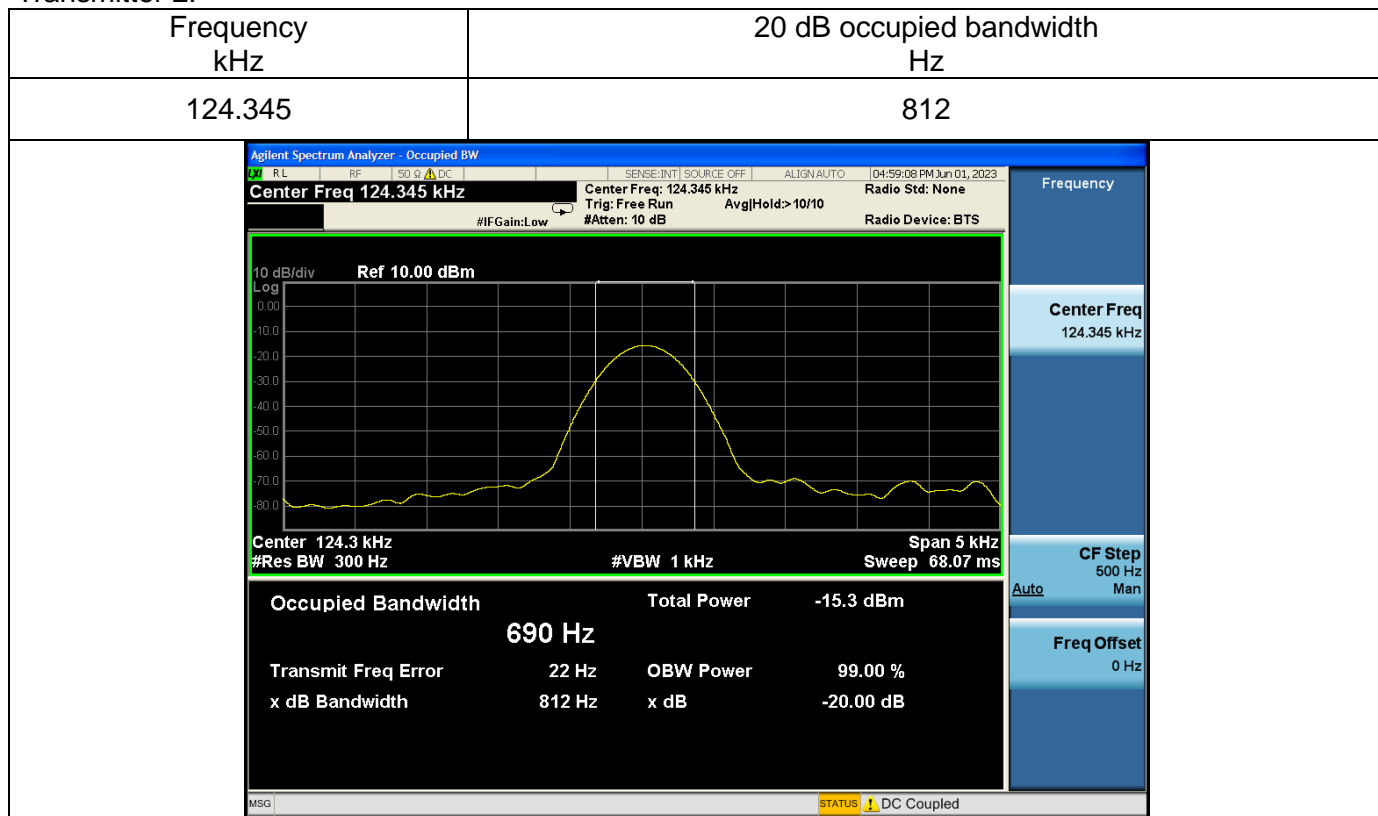 Transmitter 2:
Frequency
kHz
20 dB occupied bandwidth
Hz
124.345
812
Agilent Spectrum Analyzer - Occupied BW
LXI RL RF 50 Ω DC SENSE:INT SOURCE OFF ALIGN AUTO 04:59:08 PM Jun 01, 2023
Center Freq 124.345 kHz
Center Freq: 124.345 kHz
Radio Std: None
Trig: Free Run Avg|Hold:>10/10
#IFGain:Low #Atten: 10 dB Radio Device: BTS
10 dB/div Ref 10.00 dBm
Log
0.00
-10.0
-20.0
-30.0
-40.0
-50.0
-60.0
-70.0
-80.0
Center 124.3 kHz Span 5 kHz
#Res BW 300 Hz #VBW 1 kHz Sweep 68.07 ms
Occupied Bandwidth Total Power -15.3 dBm
690 Hz
Transmit Freq Error 22 Hz OBW Power 99.00 %
x dB Bandwidth 812 Hz x dB -20.00 dB
Frequency
Center Freq
124.345 kHz
CF Step
500 Hz
Auto Man
Freq Offset
0 Hz
MSG STATUS DC Coupled